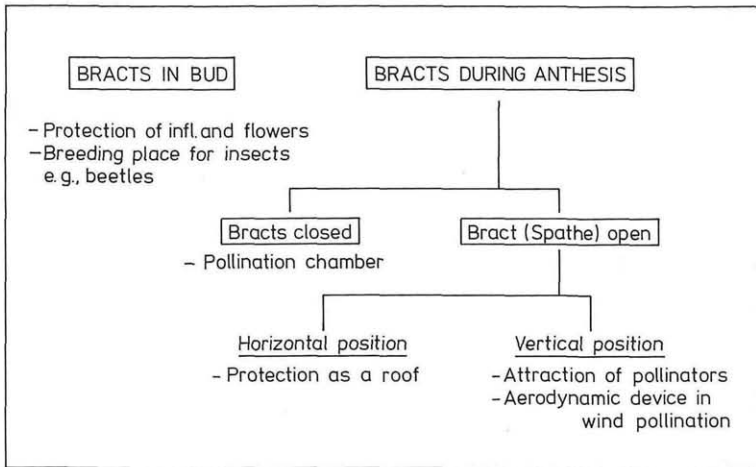 BRACTS IN BUD
BRACTS DURING ANTHESIS
– Protection of infl. and flowers
– Breeding place for insects
e.g., beetles
Bracts closed
Bract (Spathe) open
– Pollination chamber
Horizontal position
Vertical position
– Protection as a roof
– Attraction of pollinators
– Aerodynamic device in
wind pollination